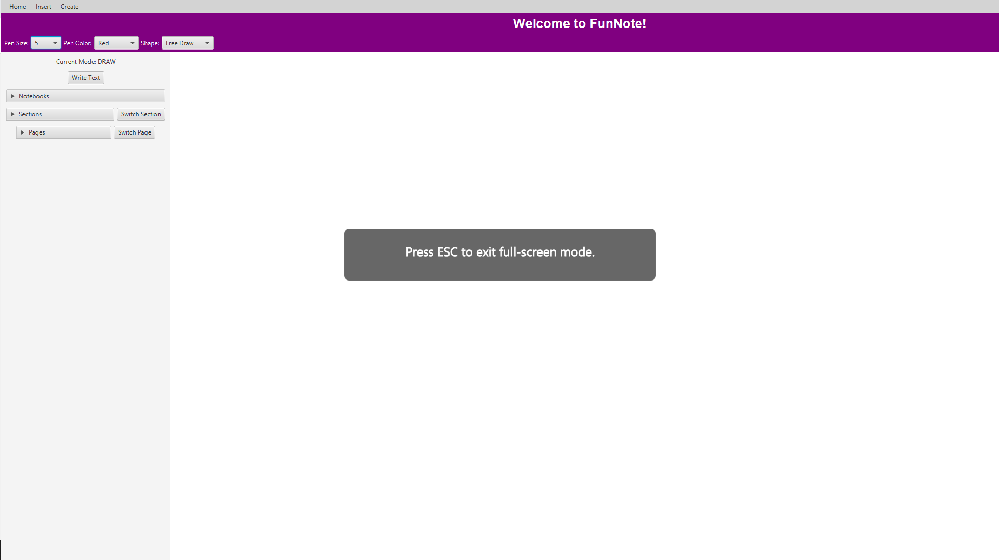 Home Insert Create
Welcome to FunNote!
Pen Size: 5 Pen Color: Red Shape: Free Draw
Current Mode: DRAW
Write Text
Notebooks
Sections Switch Section
Pages Switch Page
Press ESC to exit full-screen mode.